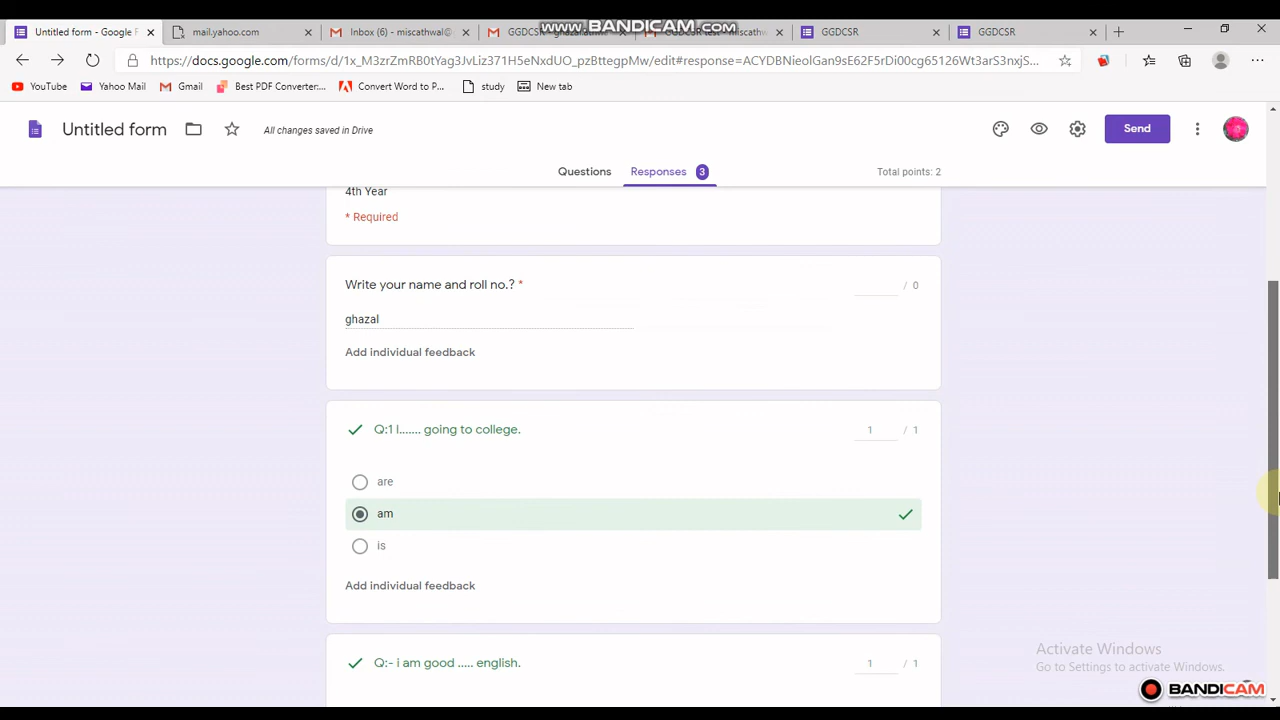 www.BANDICAM.com
Untitled form - Google F
mail.yahoo.com
Inbox (6) - miscathwal@
GGDCSR
GGDCSR
GGDCSR
https://docs.google.com/forms/d/1x_M3zrZmRB0tYag3JvLiz371H5eNxdUO_pzBttegpMw/edit#response=ACYDBNieoIGan9sE62F5rDi00cg65126Wt3arS3nxjS...
YouTube
Yahoo Mail
Gmail
Best PDF Converter:...
Convert Word to P...
study
New tab
Untitled form
All changes saved in Drive
Send
Questions
Responses 3
Total points: 2
4th Year
* Required
Write your name and roll no.? *
/ 0
ghazal
Add individual feedback
Q:1 I....... going to college.
1 / 1
are
am
is
Add individual feedback
Q:- i am good ..... english.
1 / 1
Activate Windows
Go to Settings to activate Windows.
BANDICAM